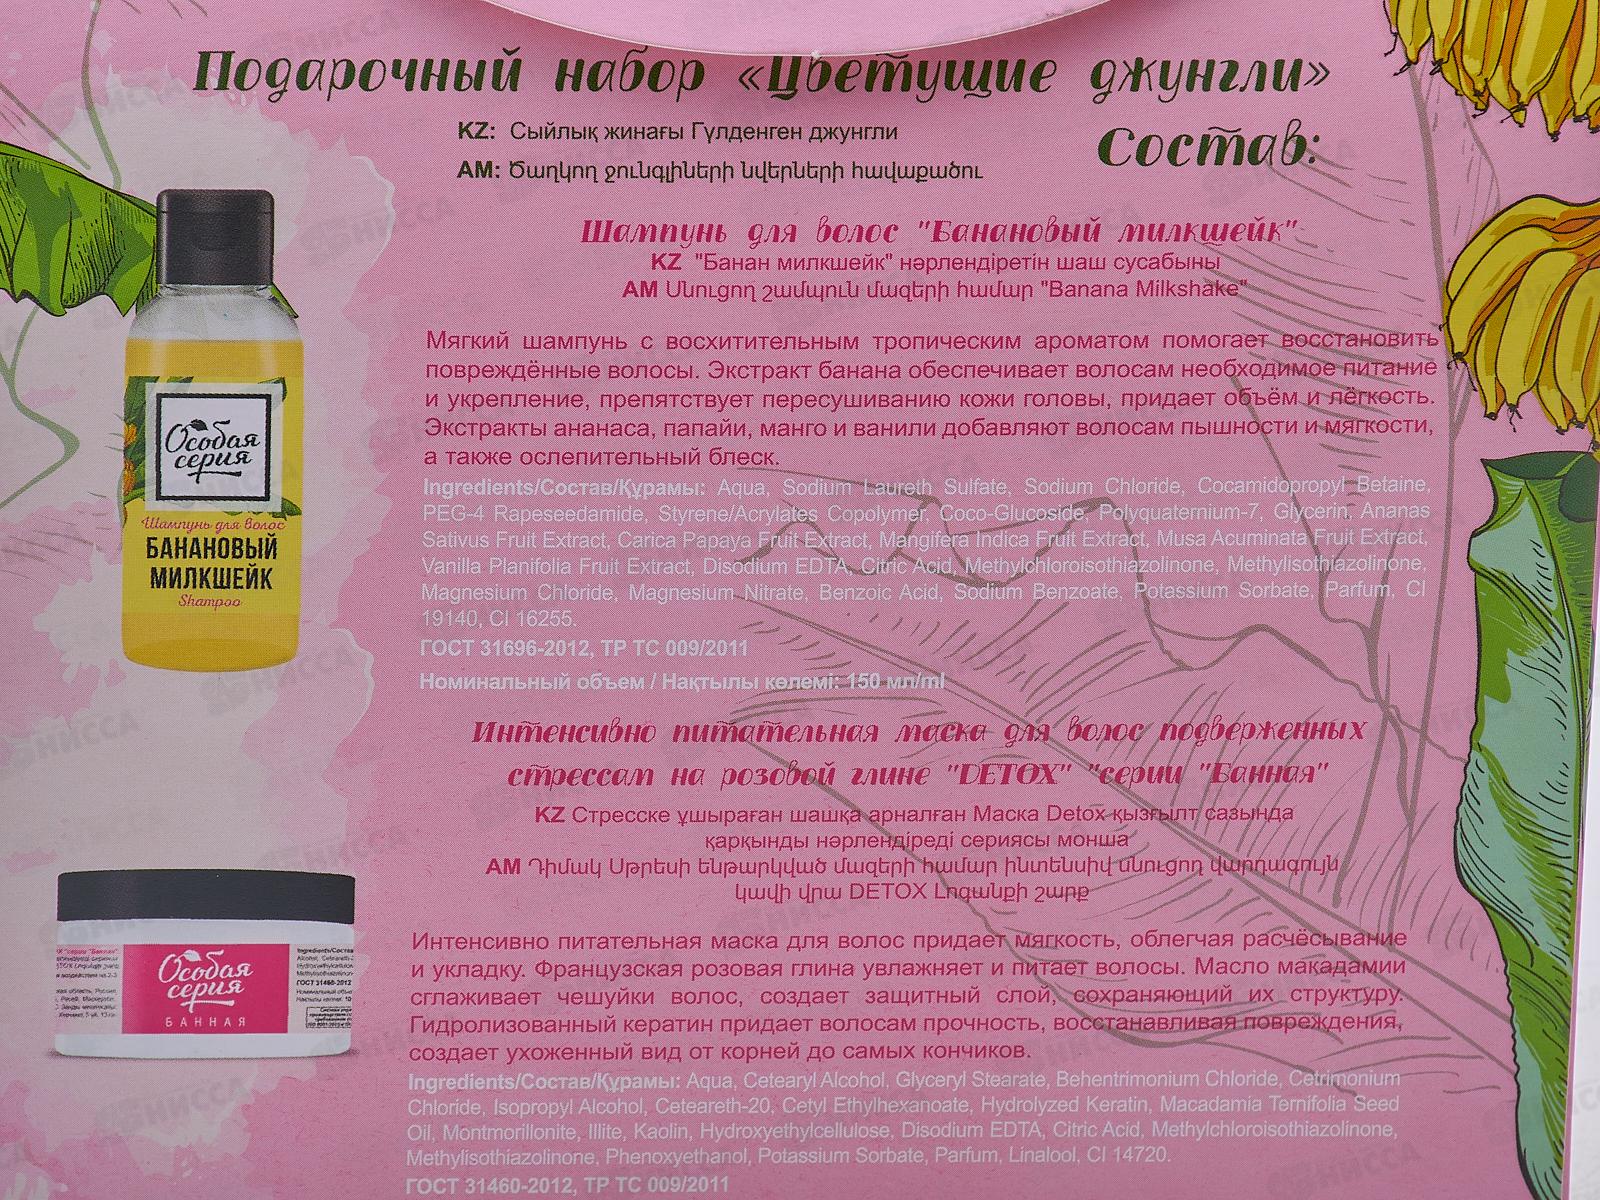 Подарочный набор «Цветущие джунгли»
KZ: Сыйлық жинағы Гүлденген джунгли
AM: Ծաղկող ջունգլիների նվերների հավաքածու
Состав:
Шампунь для волос "Банановый милкшейк"
KZ "Банан милкшейк" нәрлендіретін шаш сусабыны
AM Սնուցող շամպուն մազերի համար "Banana Milkshake"
Мягкий шампунь с восхитительным тропическим ароматом помогает восстановить
повреждённые волосы. Экстракт банана обеспечивает волосам необходимое питание
и укрепление, препятствует пересушиванию кожи головы, придает объём и лёгкость.
Экстракты ананаса, папайи, манго и ванили добавляют волосам пышности и мягкости,
а также ослепительный блеск.
Ingredients/Состав/Құрамы: Aqua, Sodium Laureth Sulfate, Sodium Chloride, Cocamidopropyl Betaine,
PEG-4 Rapeseedamide, Styrene/Acrylates Copolymer, Coco-Glucoside, Polyquaternium-7, Glycerin, Ananas
Sativus Fruit Extract, Carica Papaya Fruit Extract, Mangifera Indica Fruit Extract, Musa Acuminata Fruit Extract,
Vanilla Planifolia Fruit Extract, Disodium EDTA, Citric Acid, Methylchloroisothiazolinone, Methylisothiazolinone,
Magnesium Chloride, Magnesium Nitrate, Benzoic Acid, Sodium Benzoate, Potassium Sorbate, Parfum, CI
19140, CI 16255.
ГОСТ 31696-2012, ТР ТС 009/2011
Номинальный объем / Нақтылы көлемі: 150 мл/ml
Особая
серия
Шампунь для волос
БАНАНОВЫЙ
МИЛКШЕЙК
Shampoo
Интенсивно питательная маска для волос подверженных
стрессам на розовой глине "DETOX" "серии "Банная"
KZ Стресске ұшыраған шашқа арналған Маска Detox қызғылт сазында
қарқынды нәрлендіреді сериясы монша
AM Դիմակ Սթրեսի ենթարկված մազերի համար ինտենսիվ սնուցող վարդագույն
կավի վրա DETOX Լոգանքի շարք
Интенсивно питательная маска для волос придает мягкость, облегчая расчёсывание
и укладку. Французская розовая глина увлажняет и питает волосы. Масло макадамии
сглаживает чешуйки волос, создает защитный слой, сохраняющий их структуру.
Гидролизованный кератин придает волосам прочность, восстанавливая повреждения,
создает ухоженный вид от корней до самых кончиков.
Ingredients/Состав/Құрамы: Aqua, Cetearyl Alcohol, Glyceryl Stearate, Behentrimonium Chloride, Cetrimonium
Chloride, Isopropyl Alcohol, Ceteareth-20, Cetyl Ethylhexanoate, Hydrolyzed Keratin, Macadamia Ternifolia Seed
Oil, Montmorillonite, Illite, Kaolin, Hydroxyethylcellulose, Disodium EDTA, Citric Acid, Methylchloroisothiazolinone,
Methylisothiazolinone, Phenoxyethanol, Potassium Sorbate, Parfum, Linalool, CI 14720.
ГОСТ 31460-2012, ТР ТС 009/2011
Особая
серия
БАННАЯ